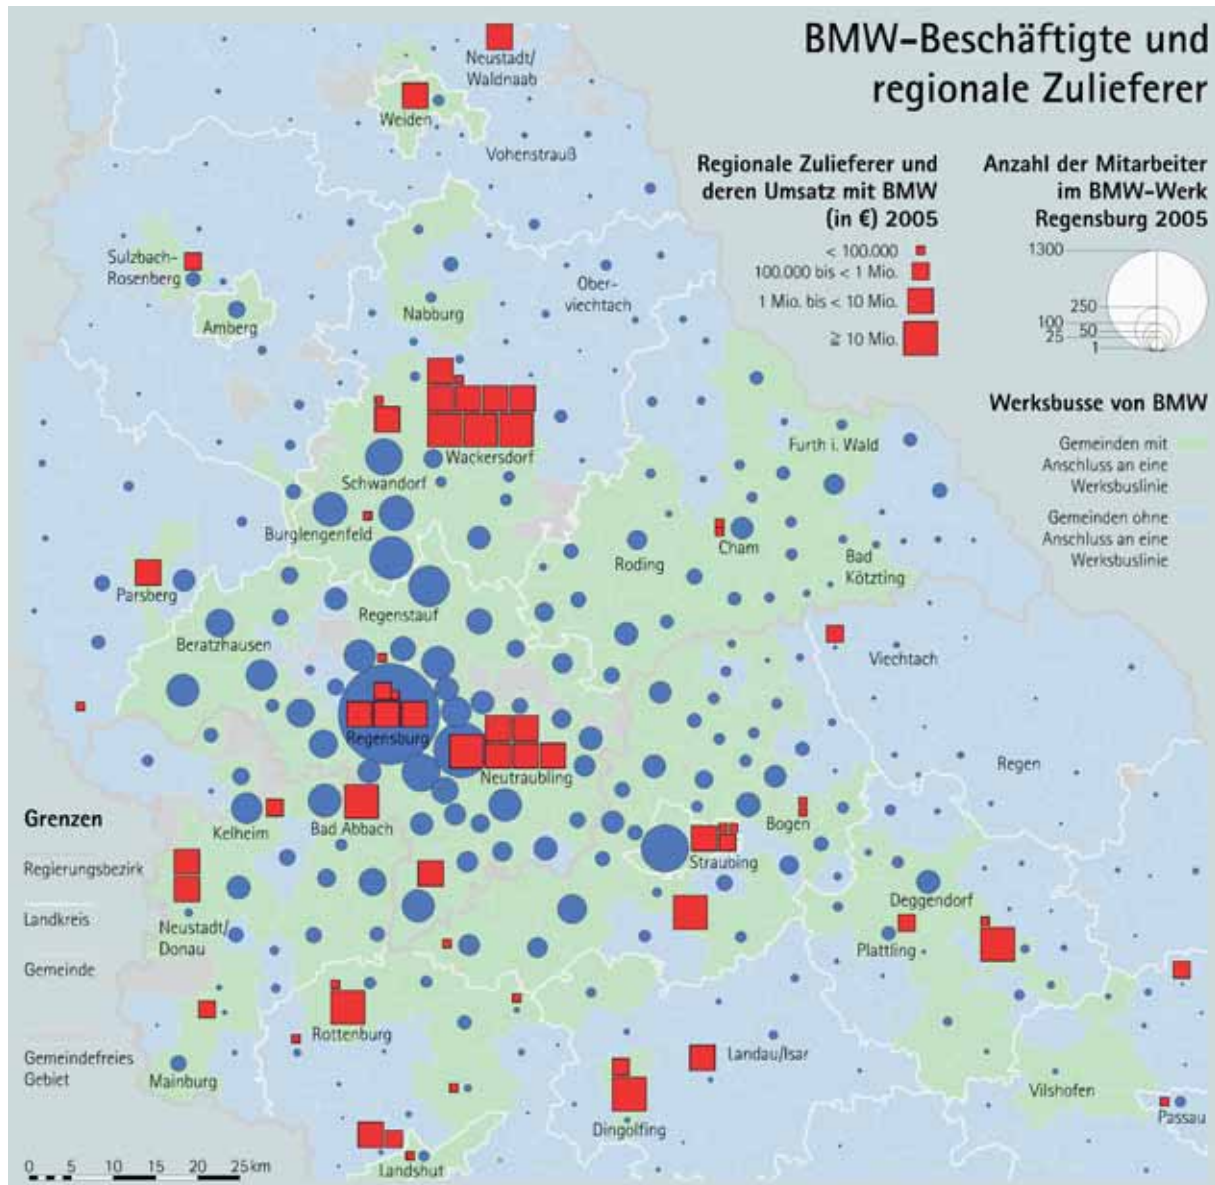 BMW-Beschäftigte und
regionale Zulieferer
Regionale Zulieferer und
deren Umsatz mit BMW
(in €) 2005
< 100.000
100.000 bis < 1 Mio.
1 Mio. bis < 10 Mio.
≧ 10 Mio.
Anzahl der Mitarbeiter
im BMW-Werk
Regensburg 2005
1300
250
100
50
25
1
Werksbusse von BMW
Gemeinden mit
Anschluss an eine
Werksbuslinie
Gemeinden ohne
Anschluss an eine
Werksbuslinie
Neustadt/
Waldnaab
Weiden
Vohenstrauß
Sulzbach-
Rosenberg
Amberg
Nabburg
Ober-
viechtach
Wackersdorf
Schwandorf
Furth i. Wald
Burglengenfeld
Cham
Roding
Bad
Kötzting
Parsberg
Regenstauf
Beratzhausen
Viechtach
Regensburg
Neutraubling
Regen
Kelheim
Bad Abbach
Bogen
Straubing
Deggendorf
Plattling
Neustadt/
Donau
Rottenburg
Landau/Isar
Mainburg
Vilshofen
Dingolfing
Passau
Landshut
Grenzen
Regierungsbezirk
Landkreis
Gemeinde
Gemeindefreies
Gebiet
0 5 10 15 20 25km